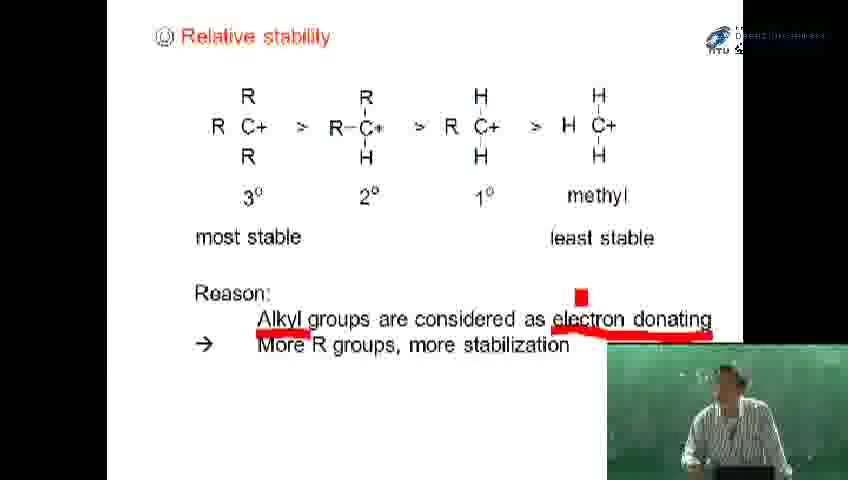 Relative stability
R R H H
R C+ > R C+ > R C+ > H C+
R H H H
3° 2° 1° methyl
most stable least stable
Reason:
Alkyl groups are considered as electron donating
→ More R groups, more stabilization
NTU